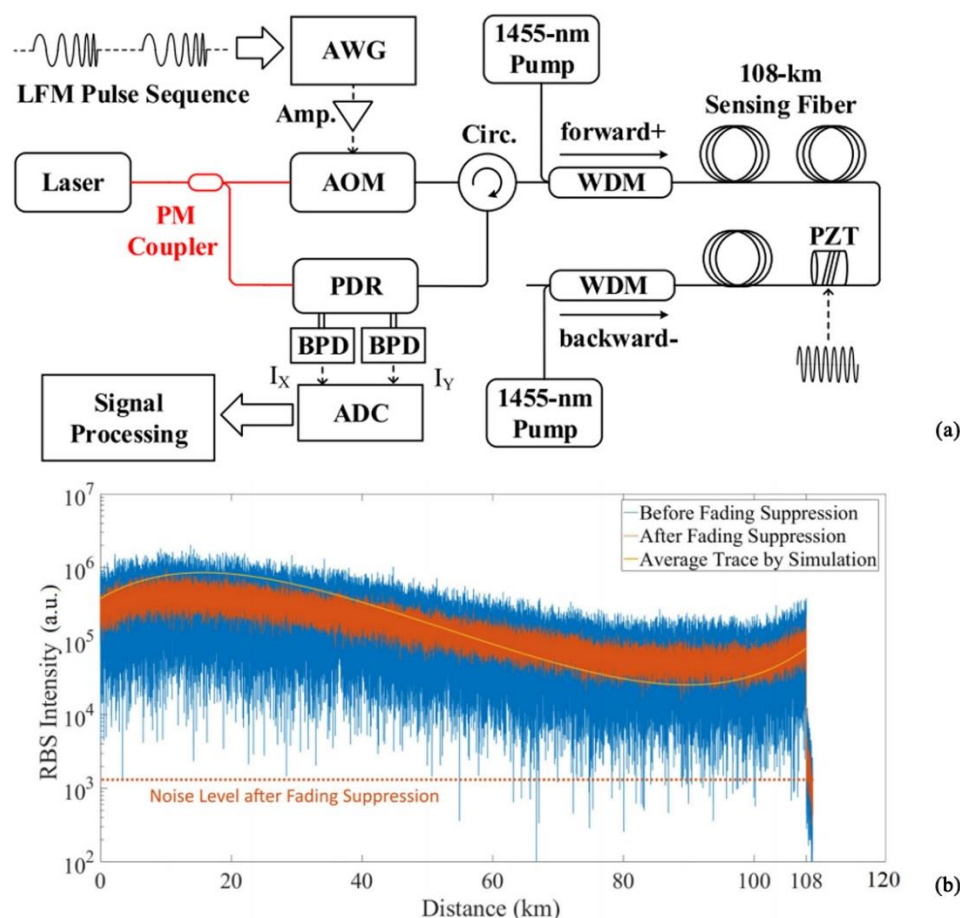 1455-nm
Pump
AWG
LFM Pulse Sequence
Amp.
108-km
Sensing Fiber
Circ.
forward+
Laser
AOM
WDM
PM
Coupler
PZT
PDR
WDM
BPD
BPD
backward-
I_X
I_Y
1455-nm
Pump
Signal
Processing
ADC
(a)
10^7
10^6
10^5
10^4
10^3
10^2
RBS Intensity (a.u.)
Before Fading Suppression
After Fading Suppression
Average Trace by Simulation
Noise Level after Fading Suppression
0 20 40 60 80 100 108 120
Distance (km)
(b)